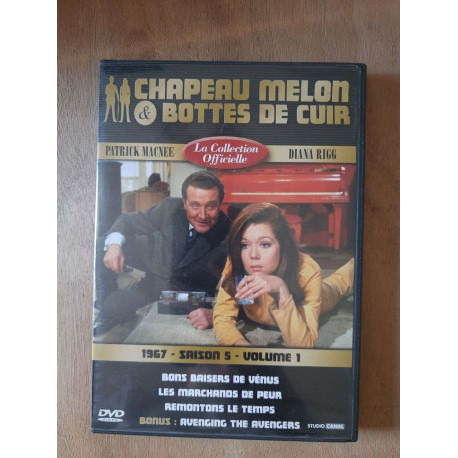 CHAPEAU MELON
& BOTTES DE CUIR
PATRICK MACNEE
La Collection
Officielle
DIANA RIGG
1967 - SAISON 5 - VOLUME 1
BONS BAISERS DE VÉNUS
LES MARCHANDS DE PEUR
REMONTONS LE TEMPS
BONUS : AVENGING THE AVENGERS
DVD
VIDEO
STUDIO CANAL